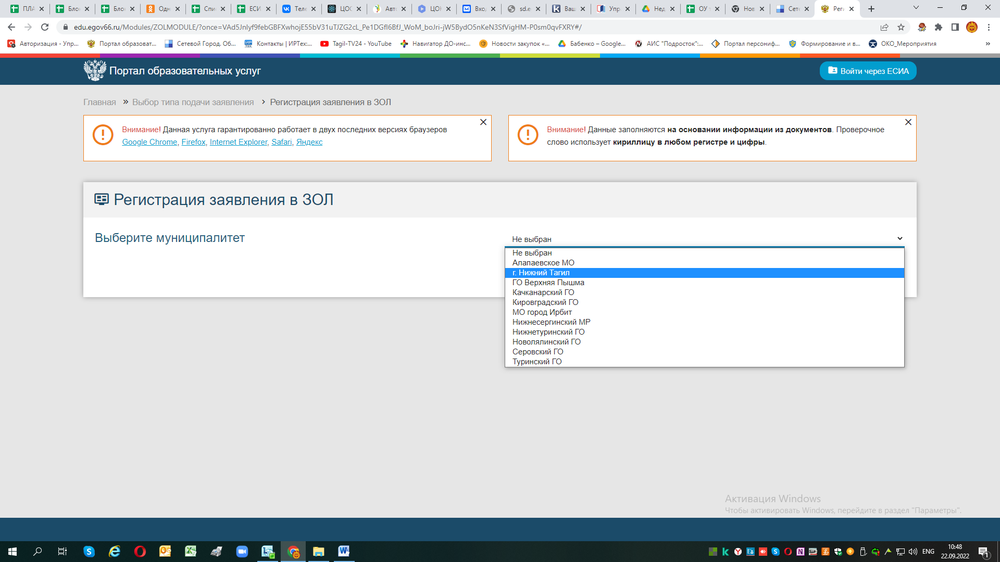 ПЛА
Бло
Бло
Одн
Спи
ЕСИ
Теле
ЦОС
Авто
ЦОК
Вхо
sd.e
Ваш
Упр
Нед
ОУ т
Нов
Сете
Реги
edu.egov66.ru/Modules/ZOLMODULE/?once=VAd5JnIyf9febGBFXwhojE55bV31uTJZG2cL_Pe1DGfI6BfJ_WoM_boJri-jW5BydO5nKeN3SfVigHM-P0sm0qvFXRY#/
Авторизация - Упр...
Портал образоват...
Сетевой Город. Об...
Контакты | ИРТех:...
Tagil-TV24 - YouTube
Навигатор ДО-инс...
Новости закупок «...
Бабенко – Google...
АИС "Подросток":...
Портал персониф...
Формирование и в...
ОКО_Мероприятия
»
Портал образовательных услуг
Войти через ЕСИА
Главная » Выбор типа подачи заявления › Регистрация заявления в ЗОЛ
Внимание! Данная услуга гарантированно работает в двух последних версиях браузеров
Google Chrome, Firefox, Internet Explorer, Safari, Яндекс
Внимание! Данные заполняются на основании информации из документов. Проверочное
слово использует кириллицу в любом регистре и цифры.
Регистрация заявления в ЗОЛ
Выберите муниципалитет
Не выбран
Не выбран
Алапаевское МО
г. Нижний Тагил
ГО Верхняя Пышма
Качканарский ГО
Кировградский ГО
МО город Ирбит
Нижнесергинский МР
Нижнетуринский ГО
Новолялинский ГО
Серовский ГО
Туринский ГО
Активация Windows
Чтобы активировать Windows, перейдите в раздел "Параметры".
ENG
10:48
22.09.2022
1